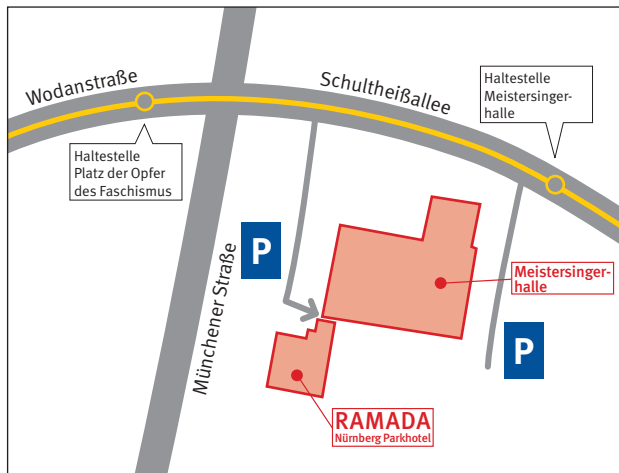 Wodanstraße
Schultheißallee
Haltestelle
Meistersinger-
halle
Haltestelle
Platz der Opfer
des Faschismus
P
Münchener Straße
Meistersinger-
halle
P
RAMADA
Nürnberg Parkhotel